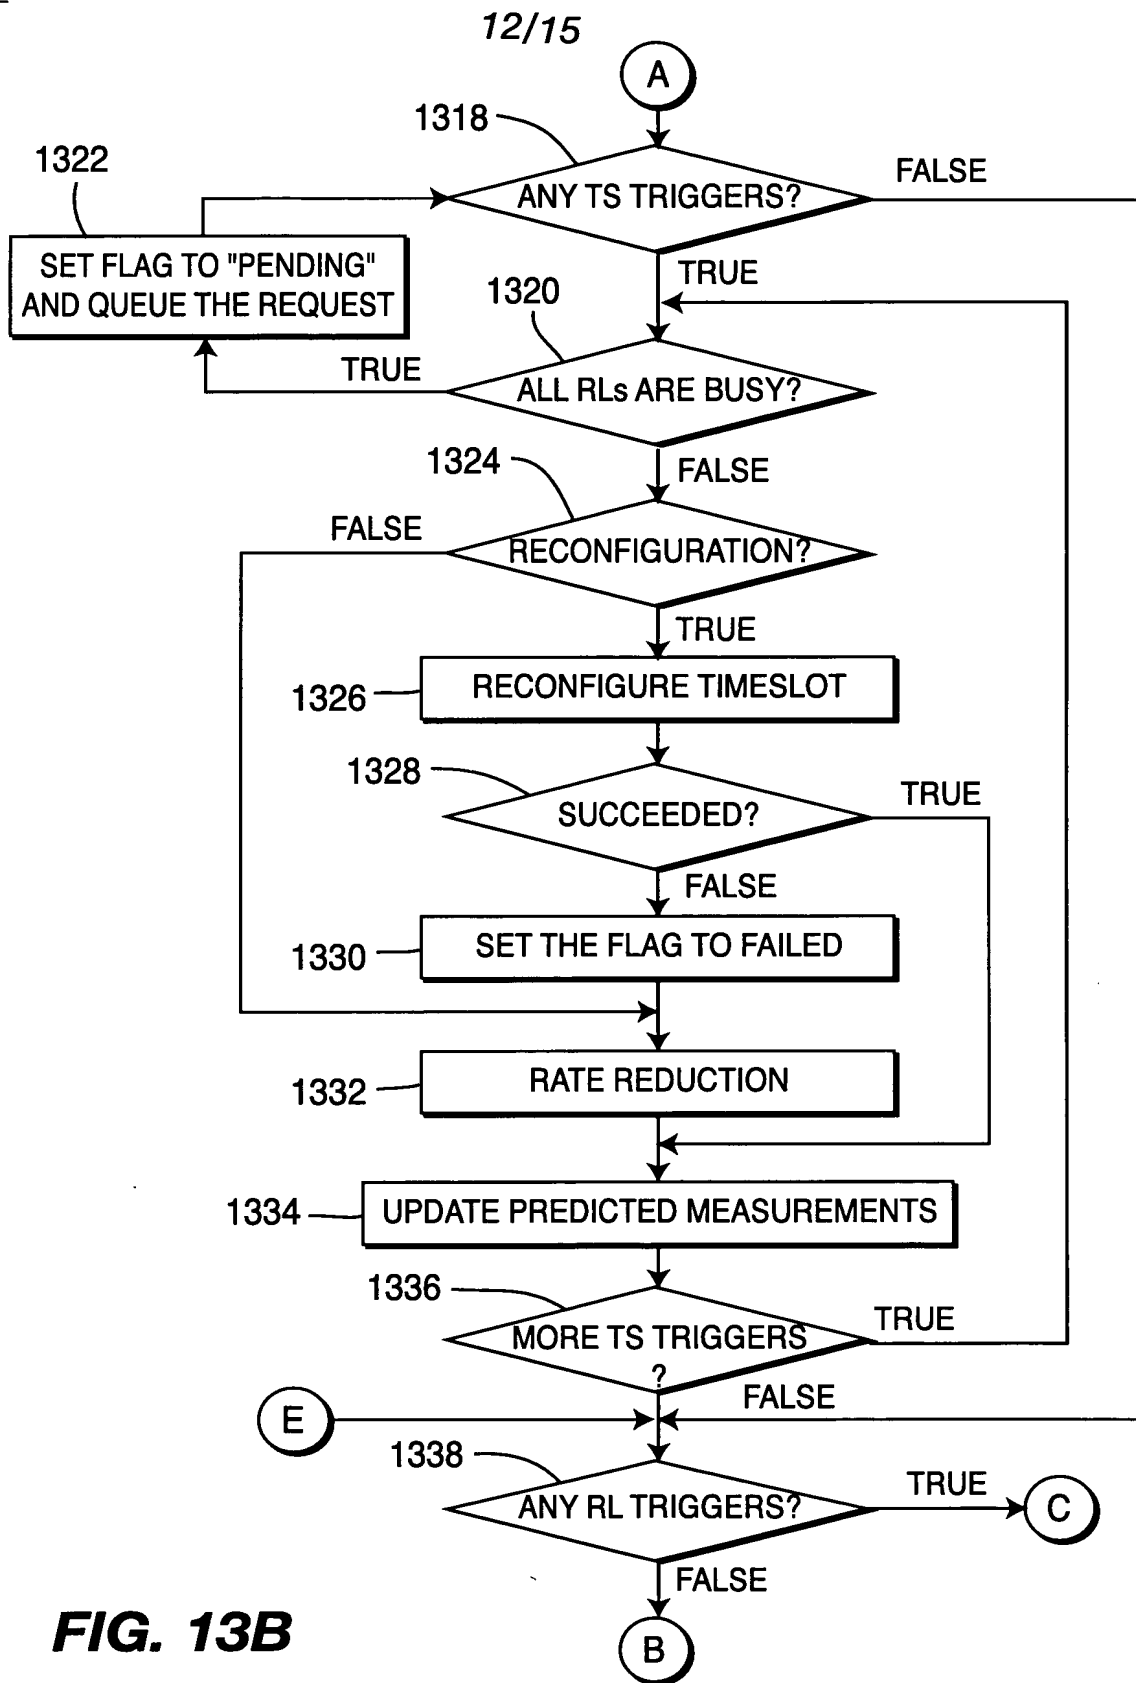 12/15
A
1318
1322
ANY TS TRIGGERS?
FALSE
SET FLAG TO "PENDING"
AND QUEUE THE REQUEST
TRUE
1320
TRUE
ALL RLs ARE BUSY?
1324
FALSE
FALSE
RECONFIGURATION?
TRUE
1326
RECONFIGURE TIMESLOT
1328
TRUE
SUCCEEDED?
FALSE
1330
SET THE FLAG TO FAILED
1332
RATE REDUCTION
1334
UPDATE PREDICTED MEASUREMENTS
1336
TRUE
MORE TS TRIGGERS
?
FALSE
E
1338
TRUE
ANY RL TRIGGERS?
C
FALSE
B
FIG. 13B